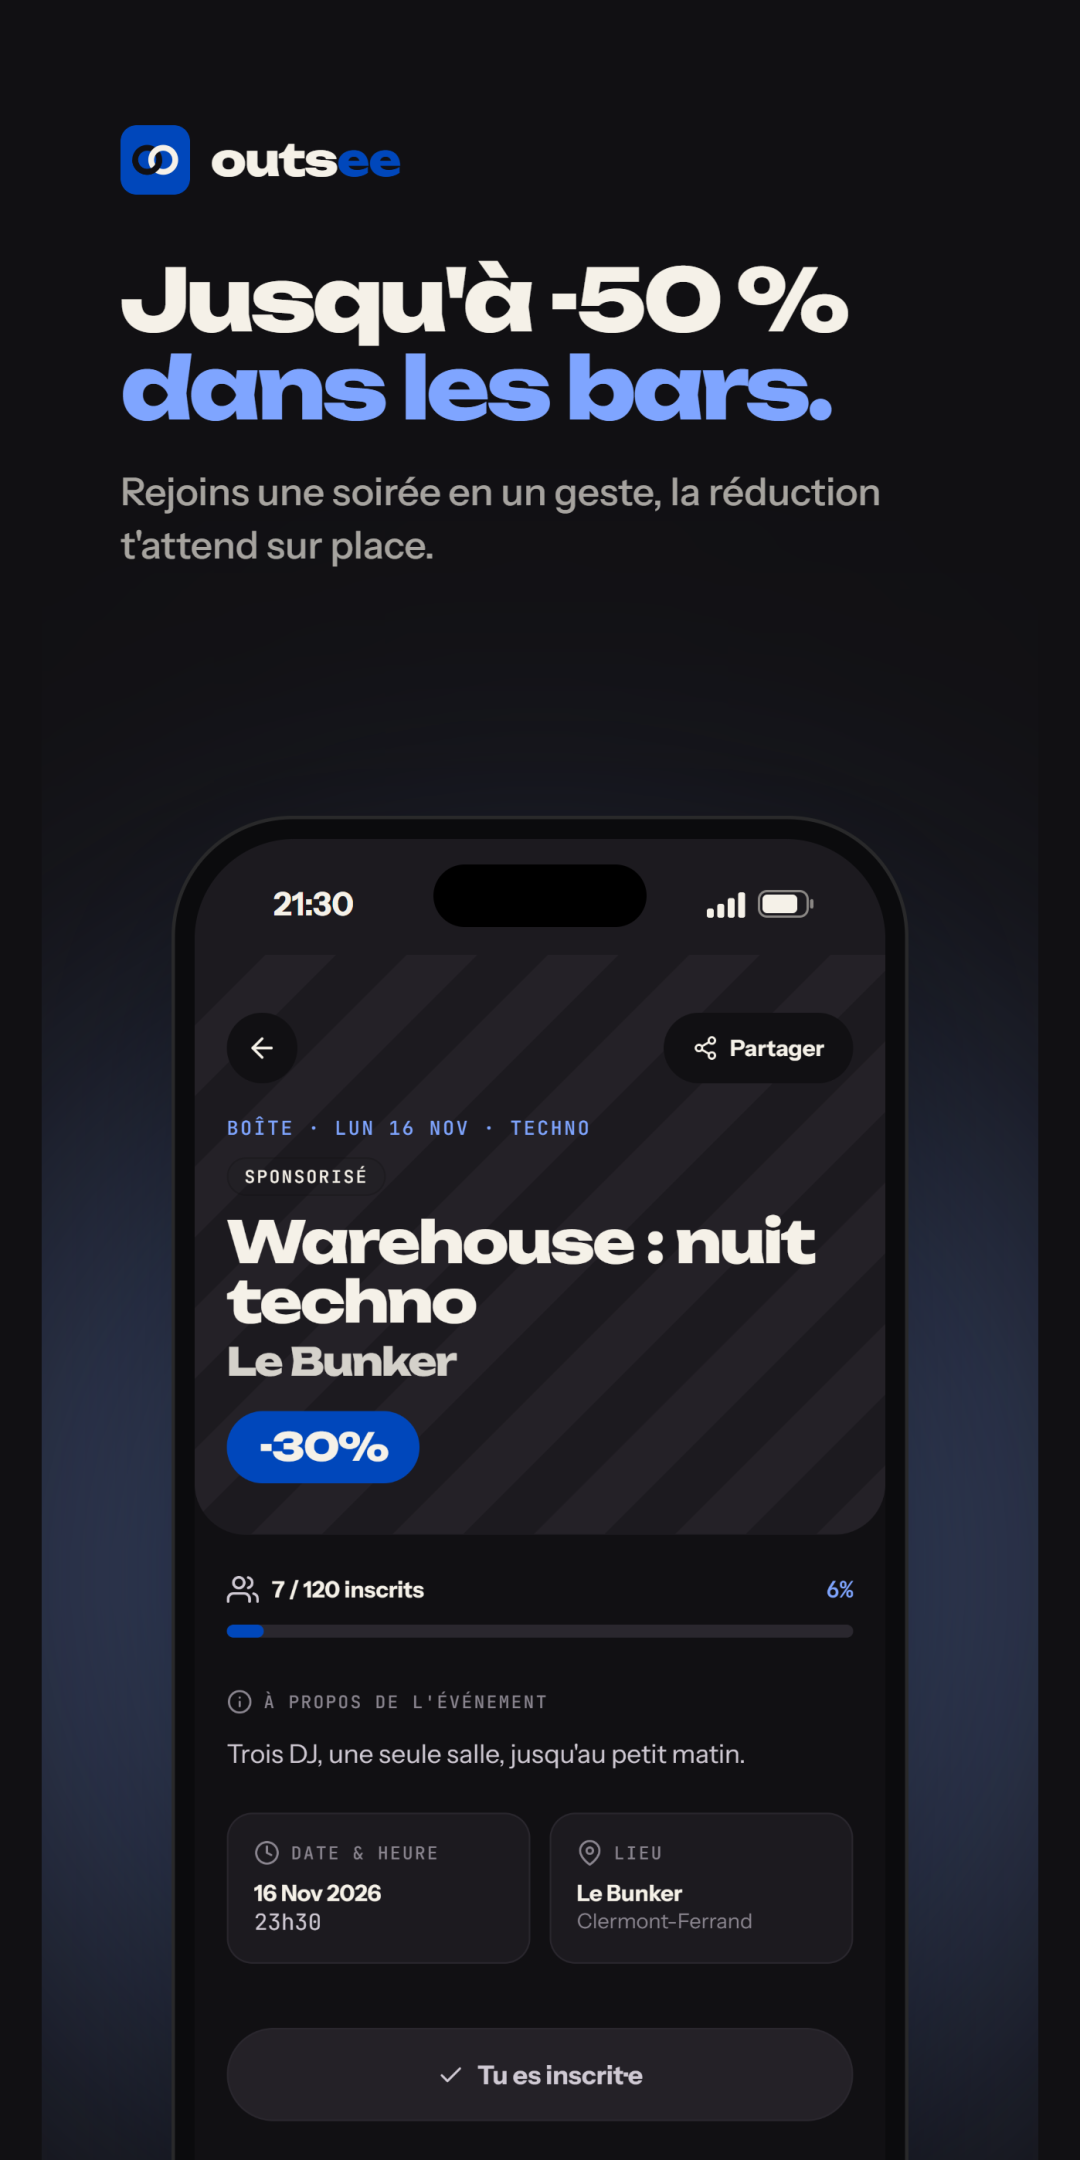 outsee
Jusqu'à -50 %
dans les bars.
Rejoins une soirée en un geste, la réduction
t'attend sur place.
21:30
Partager
BOÎTE · LUN 16 NOV · TECHNO
SPONSORISÉ
Warehouse : nuit
techno
Le Bunker
-30%
7 / 120 inscrits
6%
À PROPOS DE L'ÉVÉNEMENT
Trois DJ, une seule salle, jusqu'au petit matin.
DATE & HEURE
16 Nov 2026
23h30
LIEU
Le Bunker
Clermont-Ferrand
Tu es inscrit·e